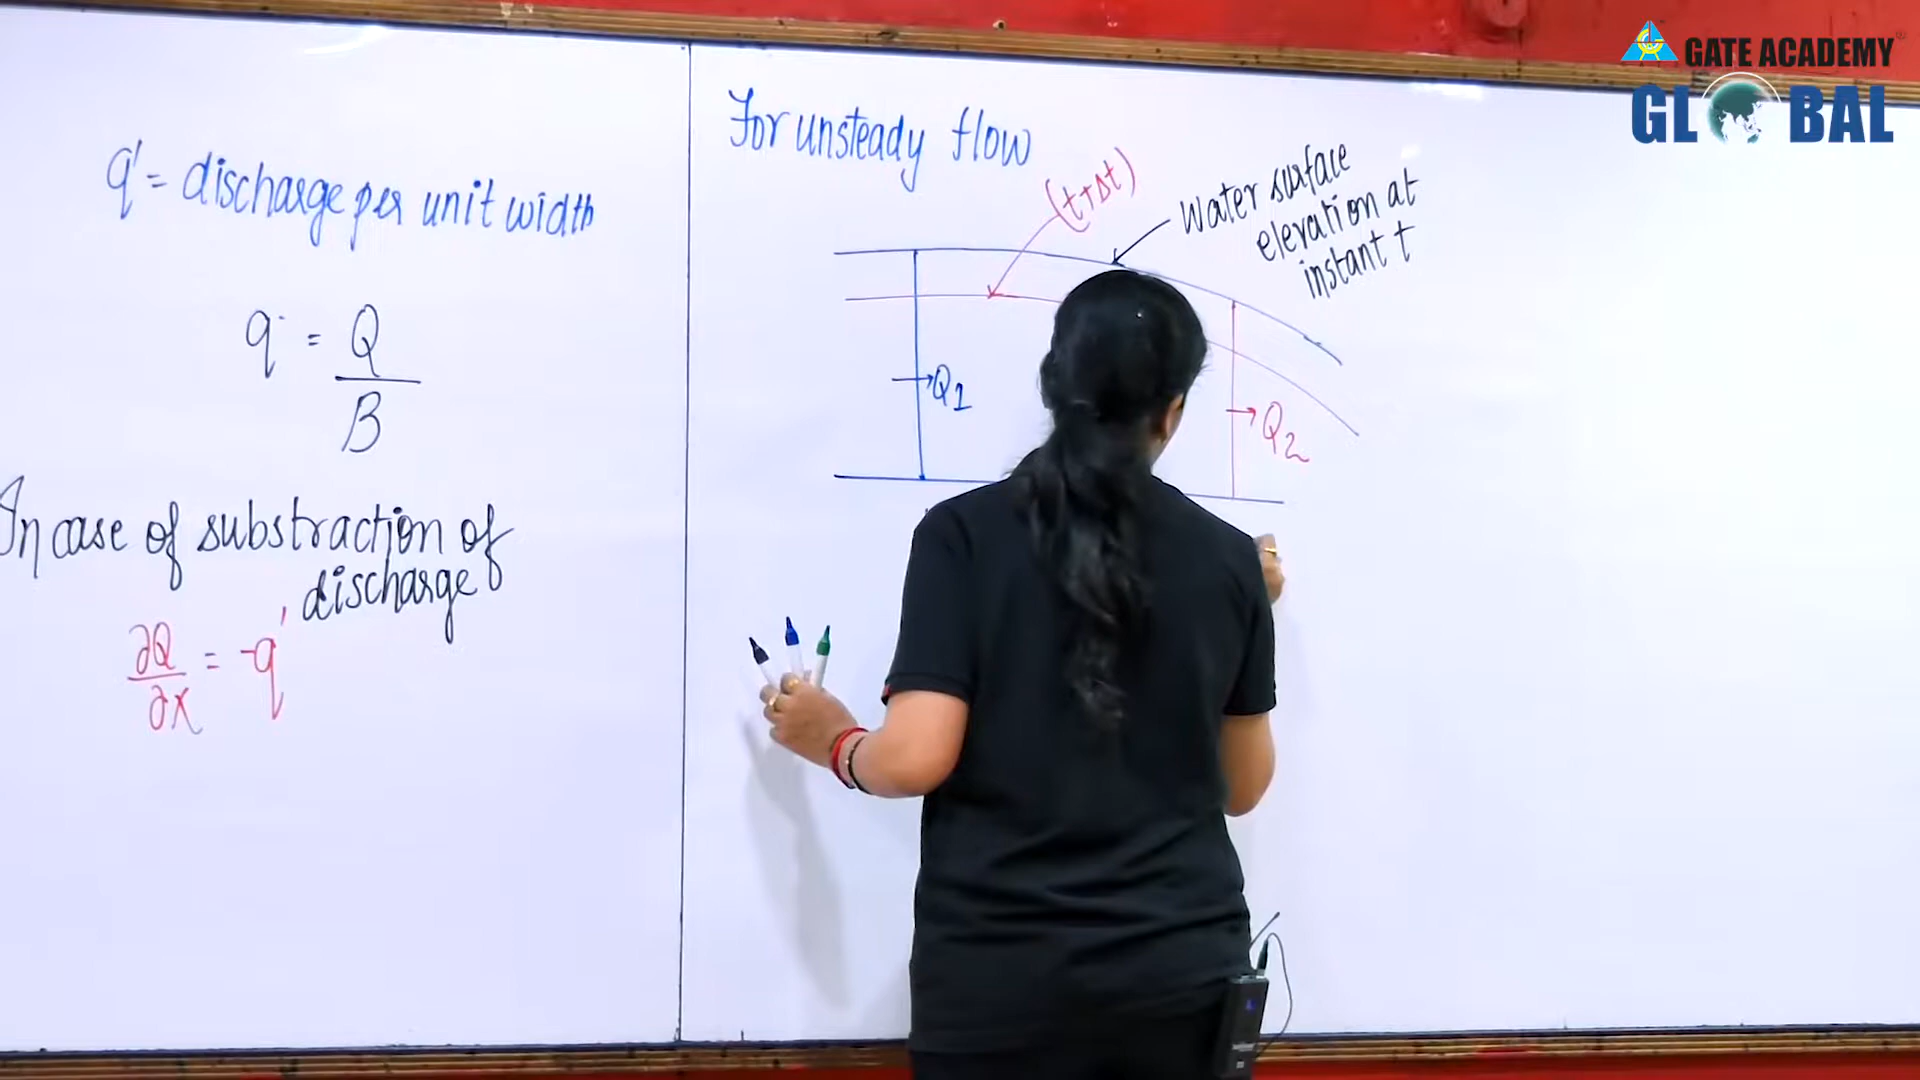 GATE ACADEMY
GLOBAL
q' = discharge per unit width
q = Q
B
In case of substraction of
discharge
∂Q
∂x
= -q'
For unsteady flow
(t+Δt)
Water surface
elevation at
instant t
Q1
Q2